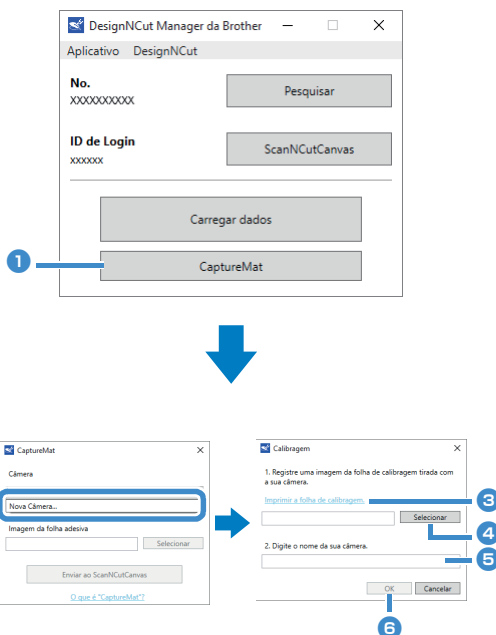 DesignNCut Manager da Brother
Aplicativo DesignNCut
No.
XXXXXXXXXX
Pesquisar
ID de Login
xxxxxx
ScanNCutCanvas
Carregar dados
1
CaptureMat
CaptureMat
Câmera
Nova Câmera...
Imagem da folha adesiva
Selecionar
Enviar ao ScanNCutCanvas
O que é "CaptureMat"?
Calibragem
1. Registre uma imagem da folha de calibragem tirada com
a sua câmera.
Imprimir a folha de calibragem.
3
Selecionar
4
2. Digite o nome da sua câmera.
5
OK
Cancelar
6